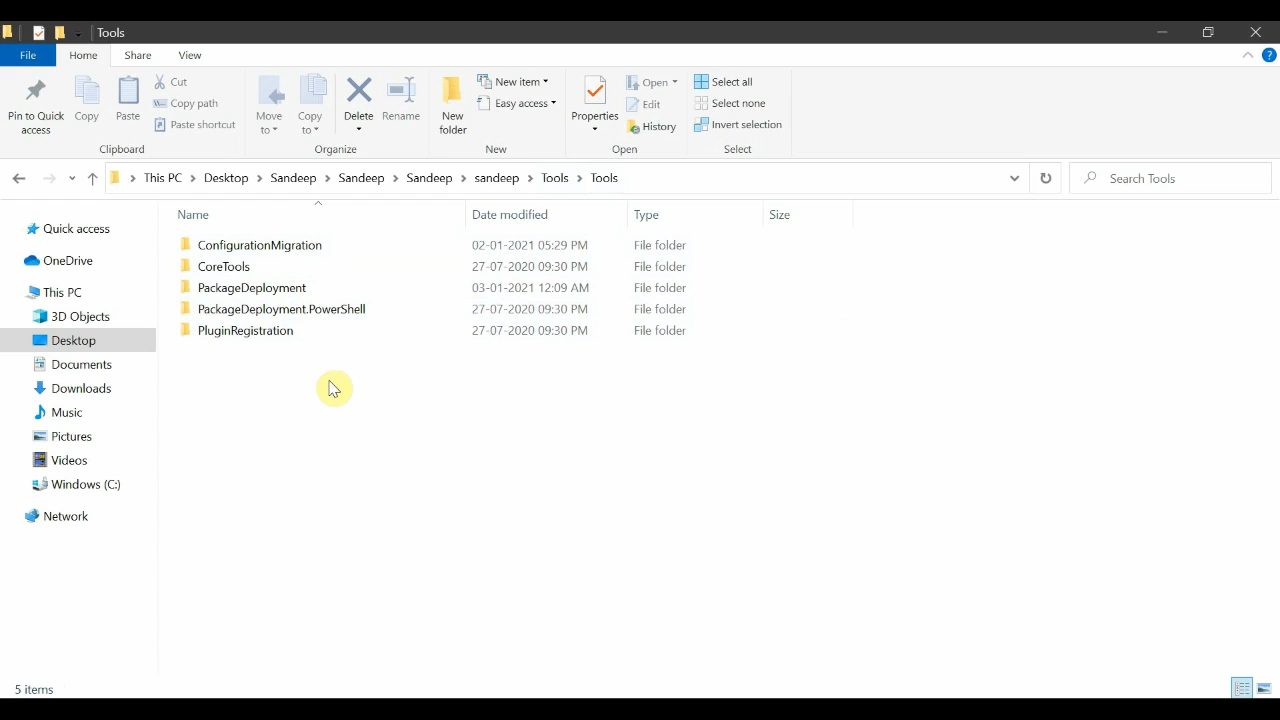 Tools
File Home Share View
Pin to Quick access
Copy
Paste
Cut
Copy path
Paste shortcut
Clipboard
Move to
Copy to
Delete
Rename
Organize
New folder
New item
Easy access
New
Properties
Open
Edit
History
Open
Select all
Select none
Invert selection
Select
This PC > Desktop > Sandeep > Sandeep > Sandeep > sandeep > Tools > Tools
Search Tools
Quick access
OneDrive
This PC
3D Objects
Desktop
Documents
Downloads
Music
Pictures
Videos
Windows (C:)
Network
Name Date modified Type Size
ConfigurationMigration 02-01-2021 05:29 PM File folder
CoreTools 27-07-2020 09:30 PM File folder
PackageDeployment 03-01-2021 12:09 AM File folder
PackageDeployment.PowerShell 27-07-2020 09:30 PM File folder
PluginRegistration 27-07-2020 09:30 PM File folder
5 items